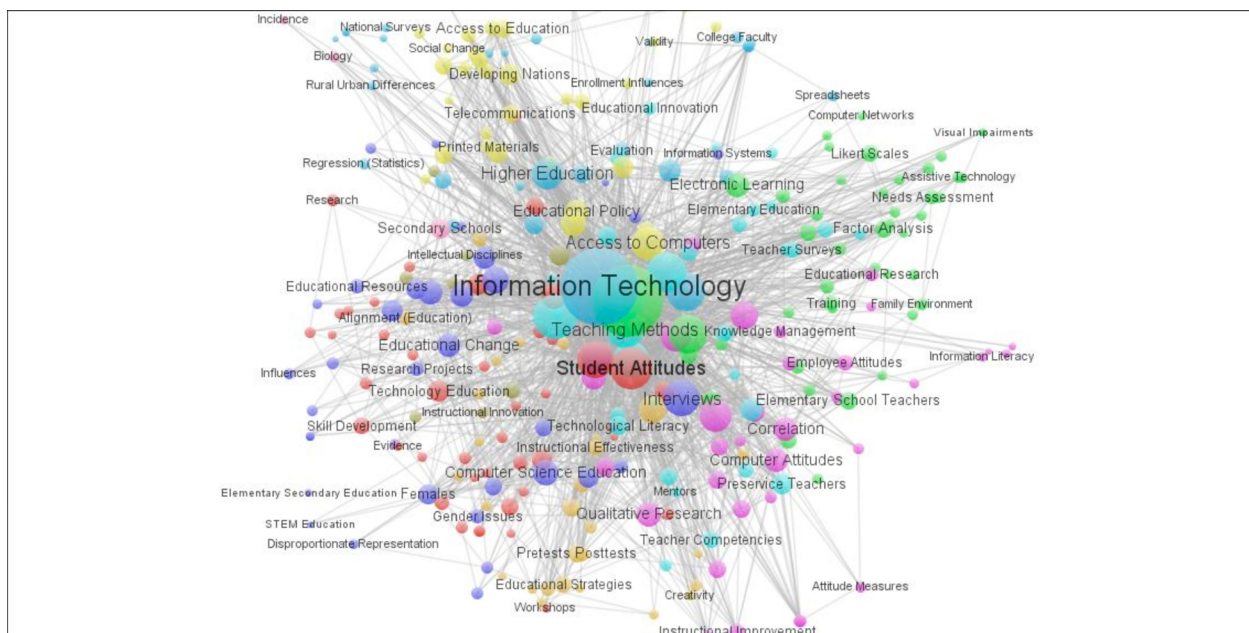 Incidence
National Surveys
Access to Education
College Faculty
Social Change
Validity
Biology
Developing Nations
Rural Urban Differences
Enrollment Influences
Spreadsheets
Telecommunications
Educational Innovation
Computer Networks
Visual Impairments
Printed Materials
Evaluation
Information Systems
Likert Scales
Regression (Statistics)
Higher Education
Electronic Learning
Assistive Technology
Research
Needs Assessment
Educational Policy
Elementary Education
Secondary Schools
Factor Analysis
Access to Computers
Teacher Surveys
Intellectual Disciplines
Educational Research
Educational Resources
Information Technology
Training
Family Environment
Alignment (Education)
Teaching Methods
Knowledge Management
Educational Change
Information Literacy
Employee Attitudes
Student Attitudes
Research Projects
Influences
Technology Education
Interviews
Elementary School Teachers
Instructional Innovation
Skill Development
Technological Literacy
Correlation
Evidence
Instructional Effectiveness
Computer Attitudes
Computer Science Education
Preservice Teachers
Elementary Secondary Education
Females
Mentors
Gender Issues
Qualitative Research
STEM Education
Teacher Competencies
Disproportionate Representation
Pretests Posttests
Educational Strategies
Attitude Measures
Creativity
Workshops
Instructional Improvement